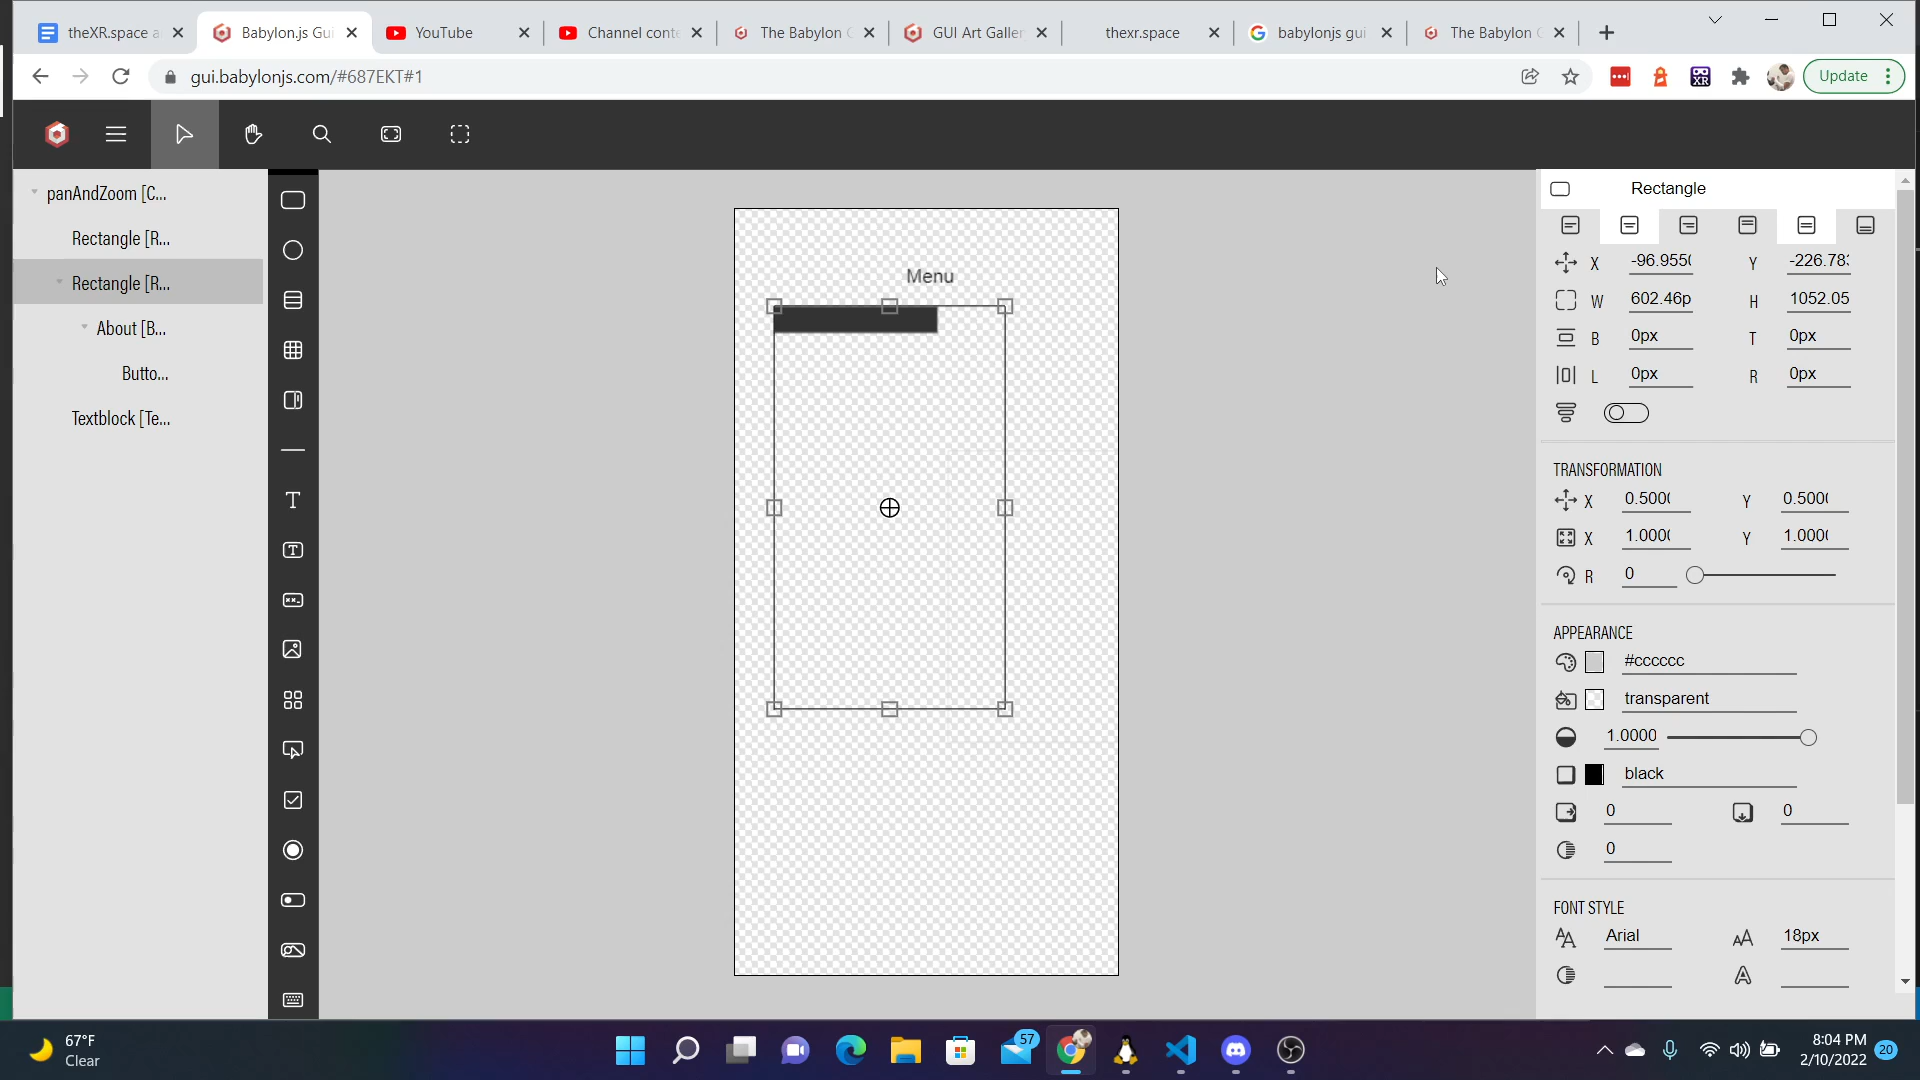 theXR.space a
Babylon.js Gui
YouTube
Channel conte
The Babylon G
GUI Art Galler
thexr.space
babylonjs gui
The Babylon G
gui.babylonjs.com/#687EKT#1
XR
Update
panAndZoom [C...
Rectangle [R...
Rectangle [R...
About [B...
Butto...
Textblock [Te...
Menu
Rectangle
X -96.955( Y -226.78:
W 602.46p H 1052.05
B 0px T 0px
L 0px R 0px
TRANSFORMATION
X 0.500( Y 0.500(
X 1.000( Y 1.000(
R 0
APPEARANCE
#cccccc
transparent
1.0000
black
0 0
0
FONT STYLE
Arial 18px
67°F
Clear
57
8:04 PM
2/10/2022
20